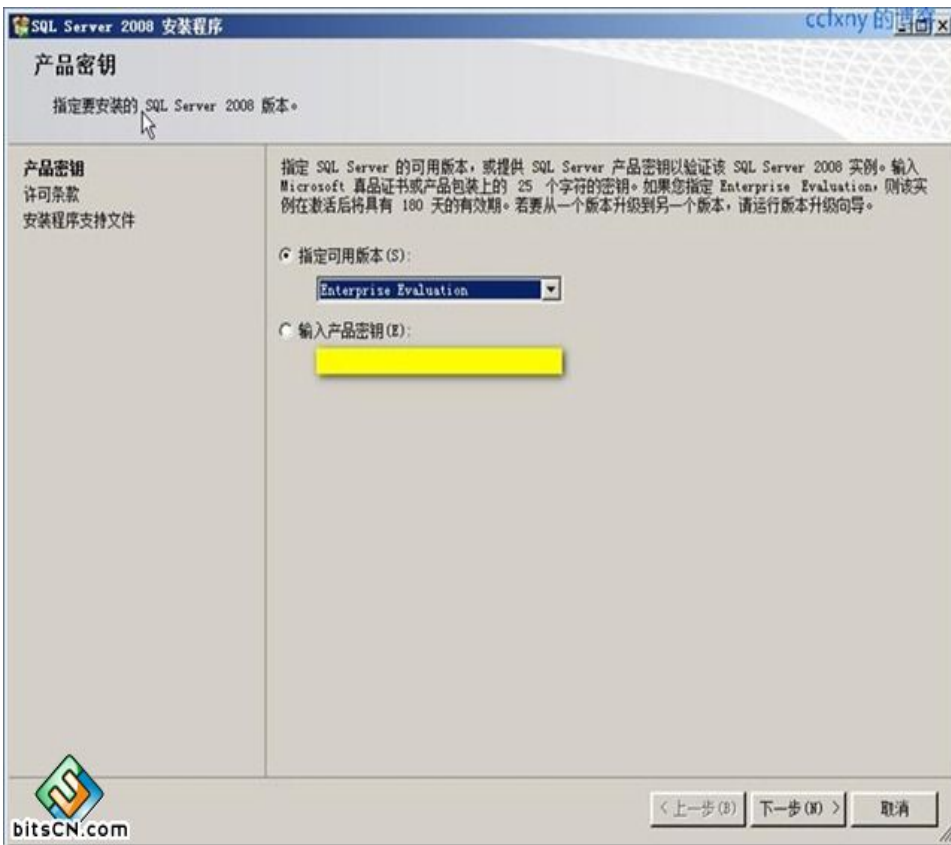 SQL Server 2008 安装程序
cclxny 的博客
产品密钥
指定要安装的 SQL Server 2008 版本。
产品密钥
许可条款
安装程序支持文件
指定 SQL Server 的可用版本，或提供 SQL Server 产品密钥以验证该 SQL Server 2008 实例。输入
Microsoft 真品证书或产品包装上的 25 个字符的密钥。如果您指定 Enterprise Evaluation，则该实
例在激活后将具有 180 天的有效期。若要从一个版本升级到另一个版本，请运行版本升级向导。
指定可用版本(S):
Enterprise Evaluation
输入产品密钥(E):
< 上一步(B)
下一步(N) >
取消
bitsCN.com